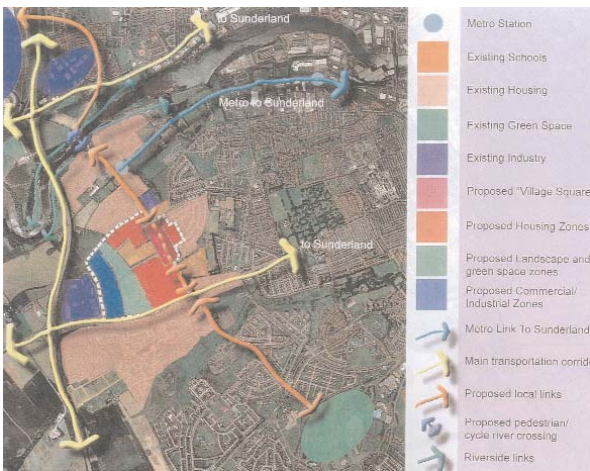 to Sunderland
Metro to Sunderland
to Sunderland
Metro Station
Existing Schools
Existing Housing
Existing Green Space
Existing Industry
Proposed "Village Square
Proposed Housing Zones
Proposed Landscape and
green space zones
Proposed Commercial/
Industrial Zones
Metro Link To Sunderland
Main transportation corrid
Proposed local links
Proposed pedestrian/
cycle river crossing
Riverside links